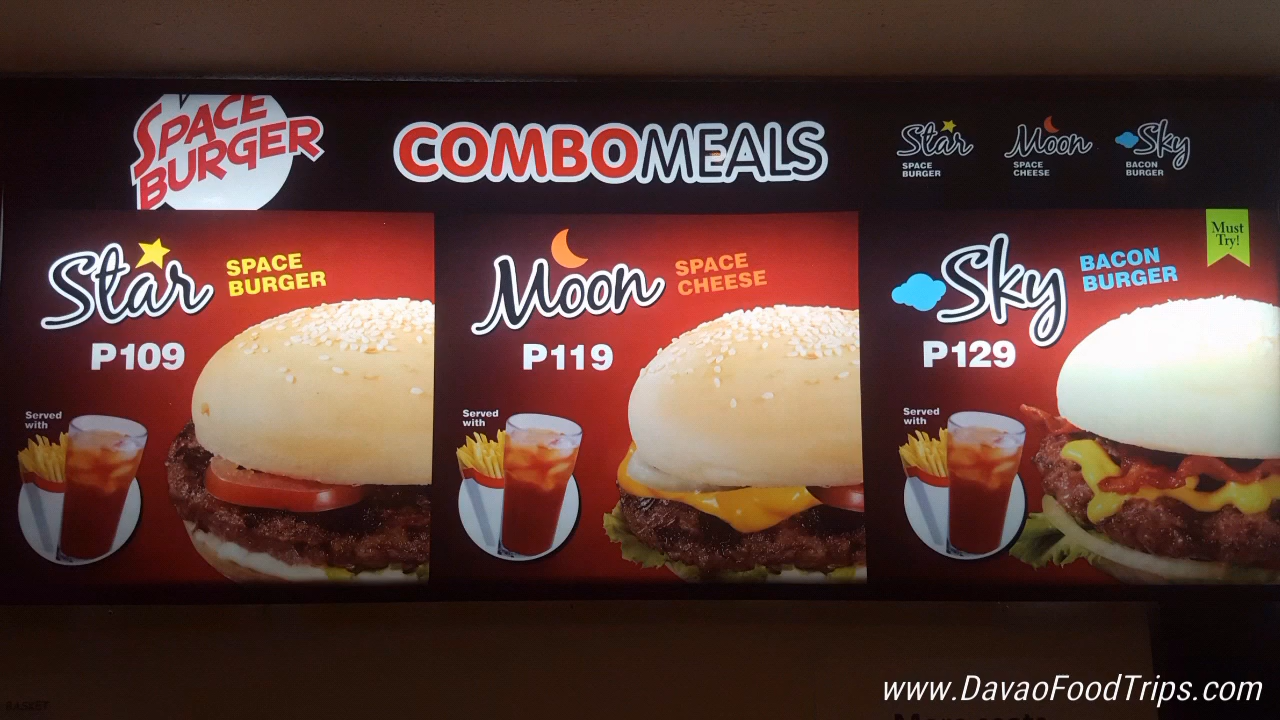 SPACE
BURGER
COMBOMEALS
Star
SPACE
BURGER
Moon
SPACE
CHEESE
Sky
BACON
BURGER
Star
SPACE
BURGER
P109
Served
with
Moon
SPACE
CHEESE
P119
Served
with
Sky
BACON
BURGER
Must
Try!
P129
Served
with
BASKET
www.DavaoFoodTrips.com